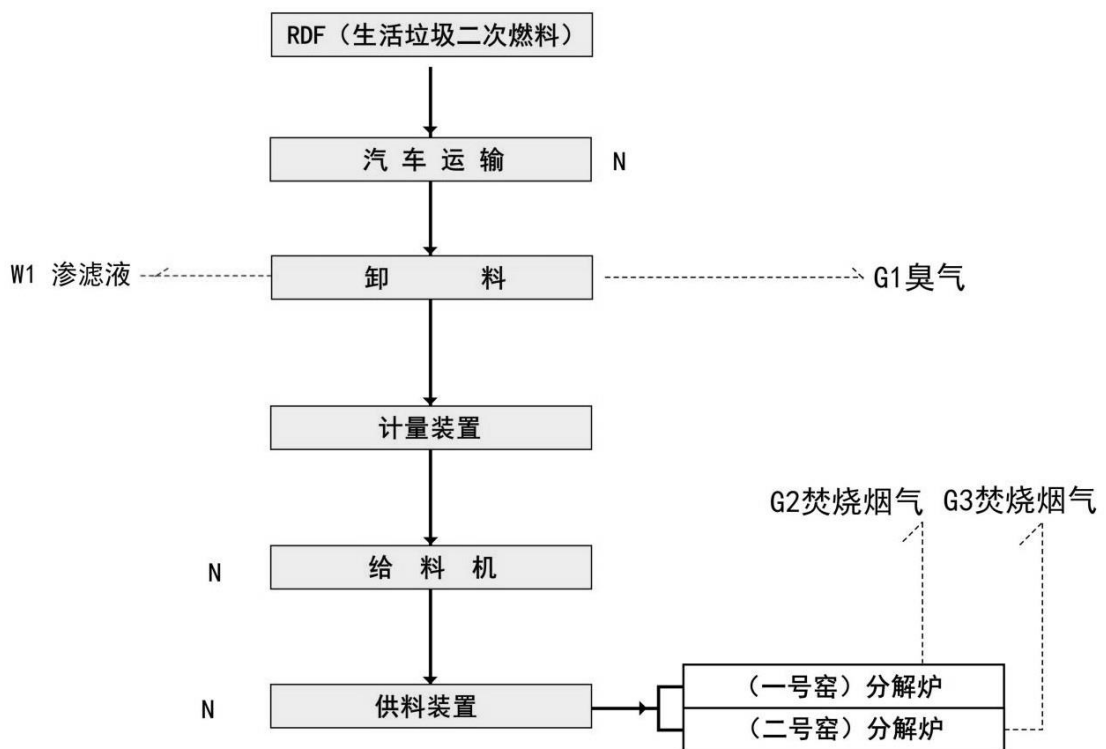 RDF（生活垃圾二次燃料）
汽 车 运 输
N
W1 渗滤液
卸 料
G1臭气
计量装置
G2焚烧烟气
G3焚烧烟气
N
给 料 机
N
供料装置
（一号窑）分解炉
（二号窑）分解炉